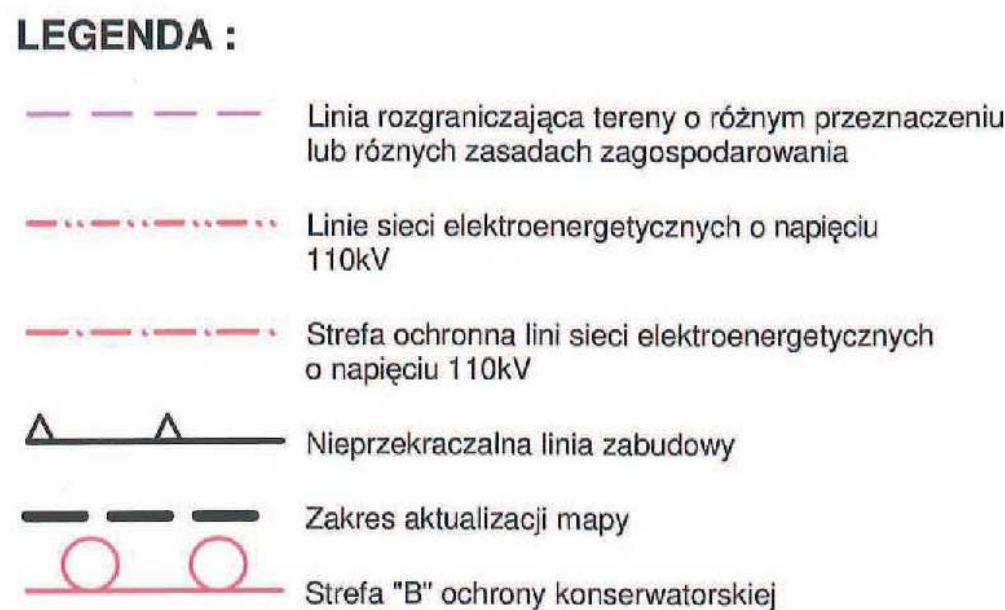 LEGENDA :
Linia rozgraniczająca tereny o różnym przeznaczeniu
lub róznych zasadach zagospodarowania
Linie sieci elektroenergetycznych o napięciu
110kV
Strefa ochronna lini sieci elektroenergetycznych
o napięciu 110kV
Nieprzekraczalna linia zabudowy
Zakres aktualizacji mapy
Strefa "B" ochrony konserwatorskiej